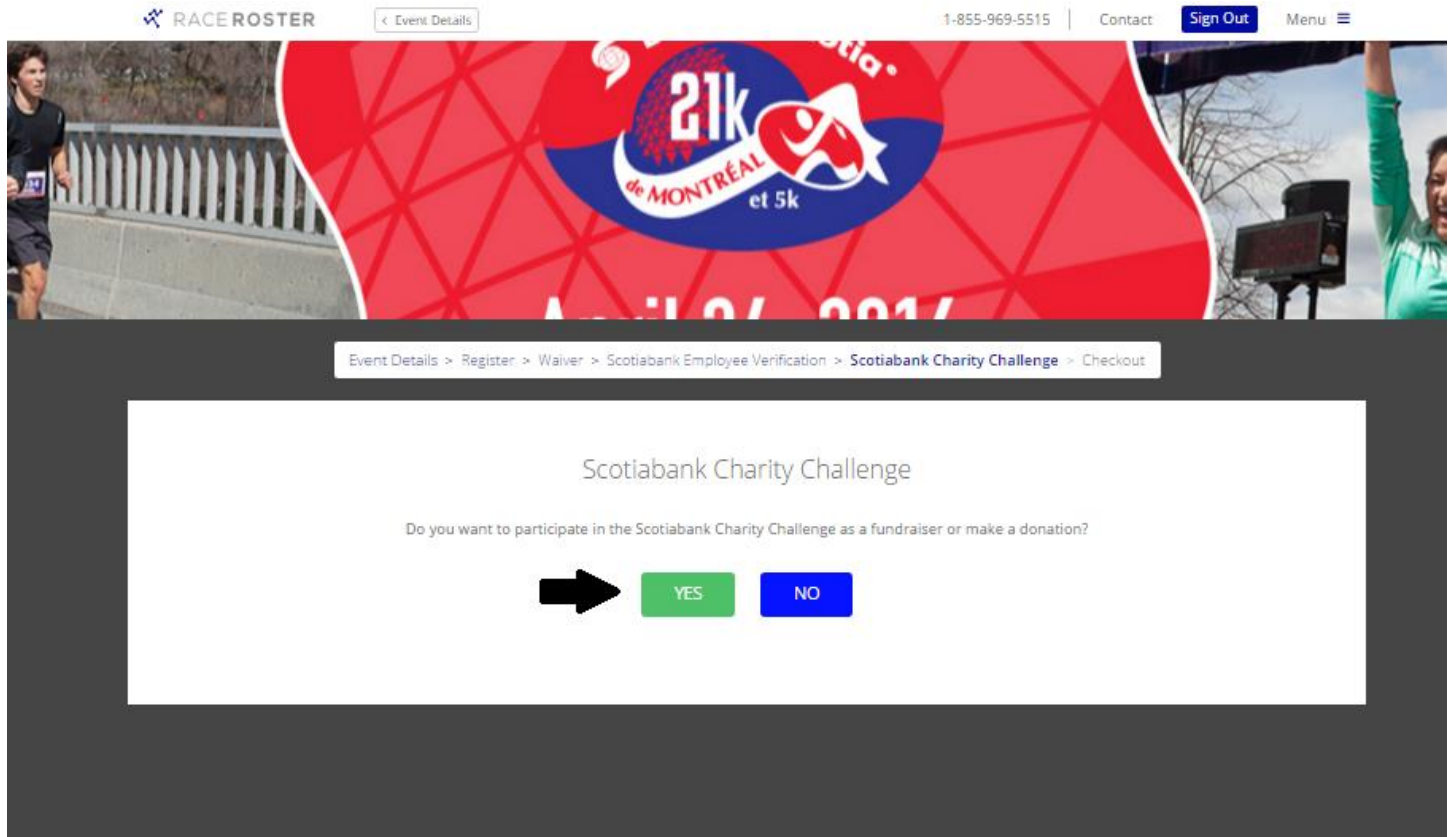 RACEROSTER
< Event Details
1-855-969-5515 | Contact Sign Out Menu
21k
de MONTRÉAL
et 5k
Event Details > Register > Waiver > Scotiabank Employee Verification > Scotiabank Charity Challenge > Checkout
Scotiabank Charity Challenge
Do you want to participate in the Scotiabank Charity Challenge as a fundraiser or make a donation?
YES NO